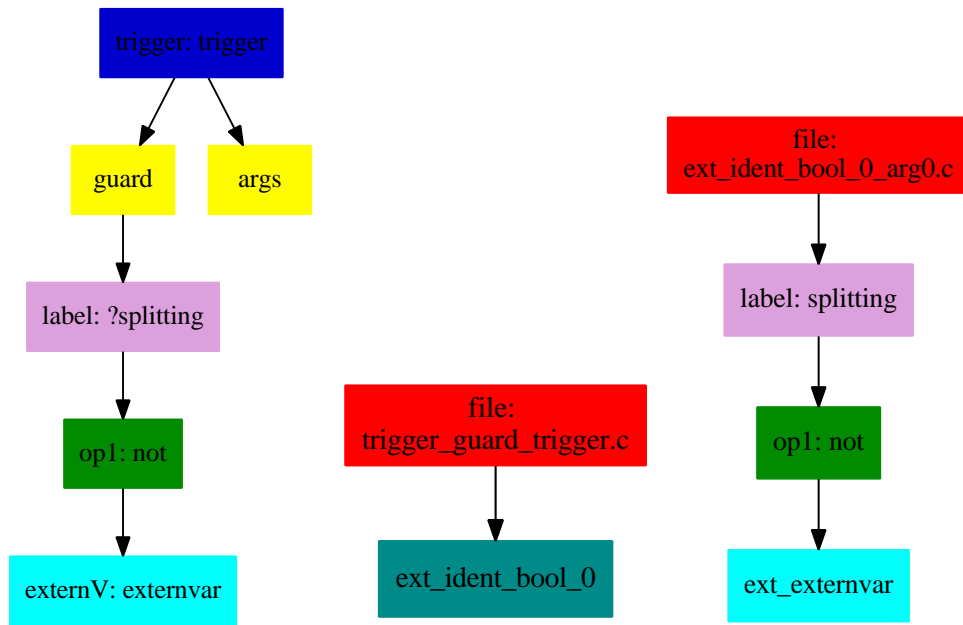 trigger: trigger
guard
args
label: ?splitting
op1: not
externV: externvar
file:
trigger_guard_trigger.c
ext_ident_bool_0
file:
ext_ident_bool_0_arg0.c
label: splitting
op1: not
ext_externvar